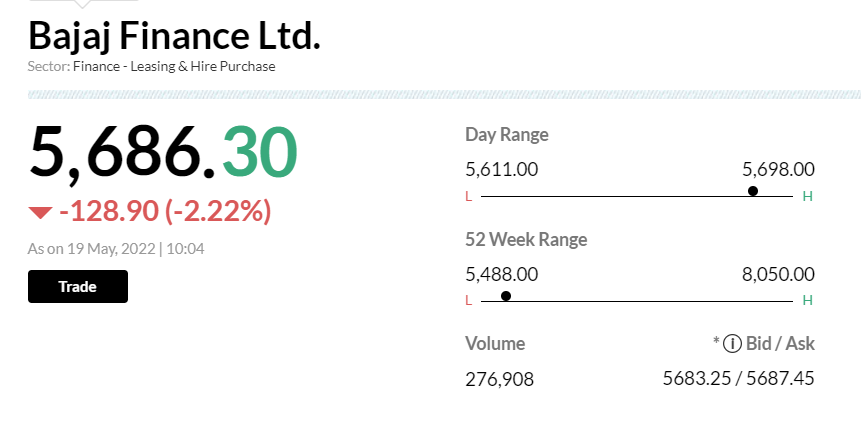 Bajaj Finance Ltd.
Sector: Finance - Leasing & Hire Purchase
5,686.30
-128.90 (-2.22%)
As on 19 May, 2022 | 10:04
Trade
Day Range
5,611.00 5,698.00
L H
52 Week Range
5,488.00 8,050.00
L H
Volume * i Bid / Ask
276,908 5683.25 / 5687.45